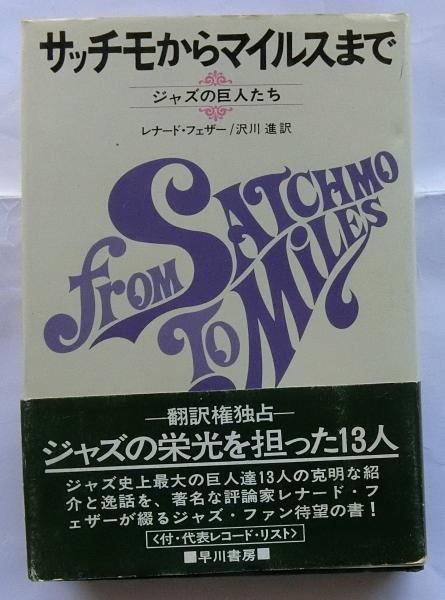 サッチモからマイルスまで
ジャズの巨人たち
レナード・フェザー/沢川 進 訳
from SATCHMO
TO MILES
―翻訳権独占―
ジャズの栄光を担った13人
ジャズ史上最大の巨人達13人の克明な紹
介と逸話を、著名な評論家レナード・フ
ェザーが綴るジャズ・ファン待望の書!
〈付・代表レコード・リスト〉
■早川書房■